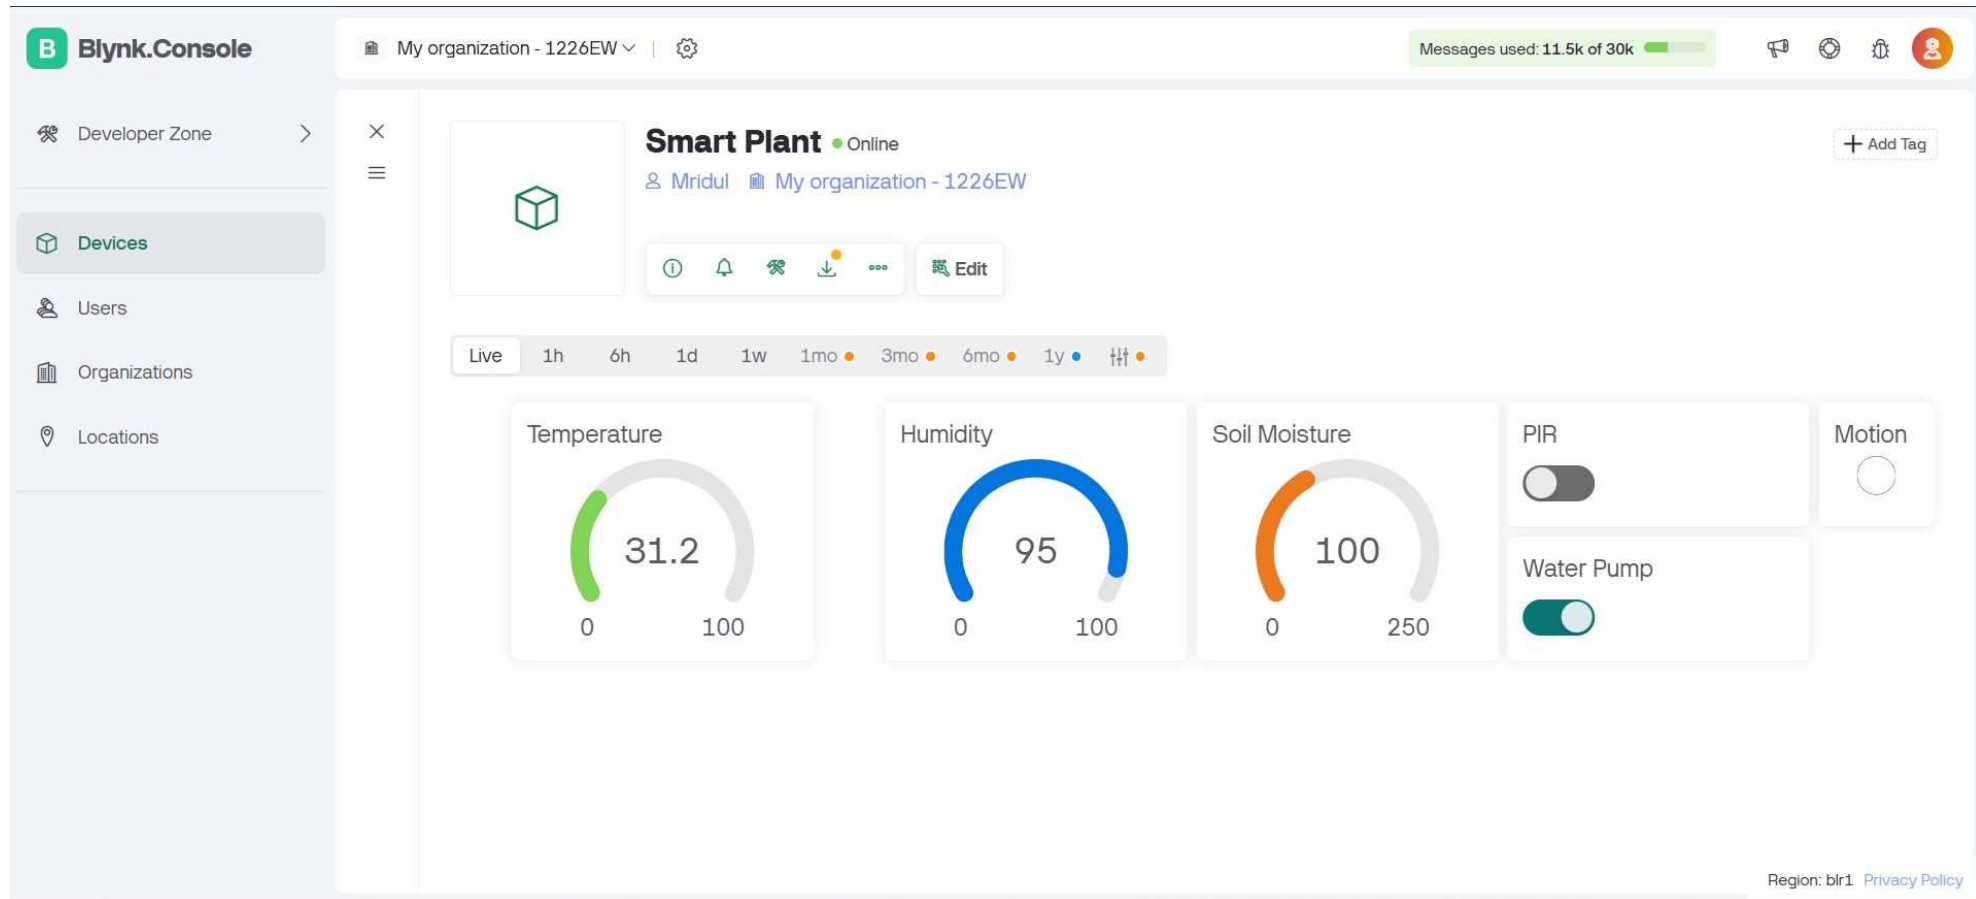 B Blynk.Console
My organization - 1226EW
Messages used: 11.5k of 30k
Developer Zone
Devices
Users
Organizations
Locations
Smart Plant Online
Mridul My organization - 1226EW
Add Tag
Edit
Live 1h 6h 1d 1w 1mo 3mo 6mo 1y
Temperature
31.2
0 100
Humidity
95
0 100
Soil Moisture
100
0 250
PIR
Motion
Water Pump
Region: blr1 Privacy Policy